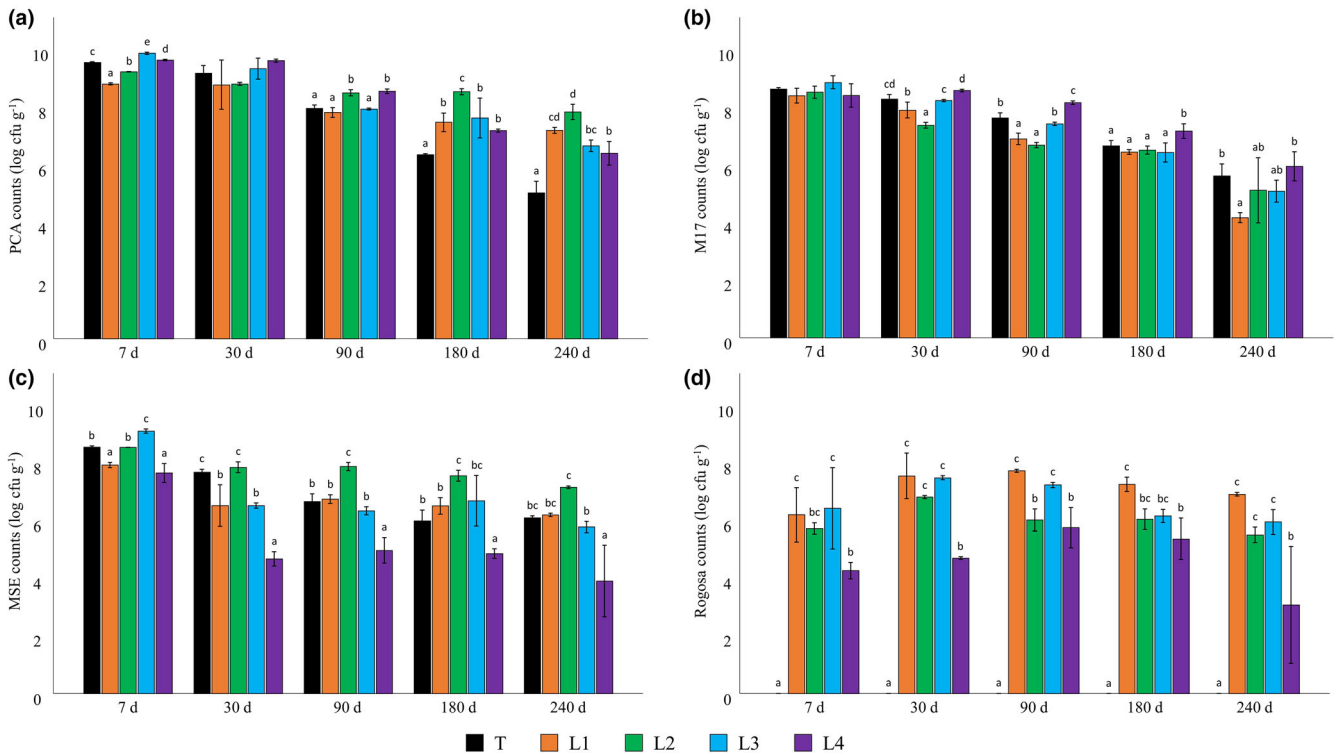 (a)
PCA counts (log cfu g-1)
10
8
6
4
2
0
c a b e d
a a b a b
a b c b b
a cd d bc b
7 d 30 d 90 d 180 d 240 d
(b)
M17 counts (log cfu g-1)
10
8
6
4
2
0
cd b a c d
b a a b c
a a a a b
b a ab ab b
7 d 30 d 90 d 180 d 240 d
(c)
MSE counts (log cfu g-1)
10
8
6
4
2
0
b a b c a
c b c b a
b b c b a
b b c bc a
bc bc c b a
7 d 30 d 90 d 180 d 240 d
(d)
Rogosa counts (log cfu g-1)
10
8
6
4
2
0
a c bc c b
a c c c b
a c b c b
a c bc bc b
a c c c b
7 d 30 d 90 d 180 d 240 d
T L1 L2 L3 L4